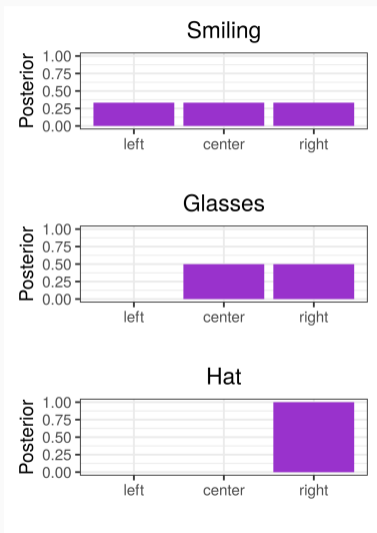 Smiling
Posterior
1.00
0.75
0.50
0.25
0.00
left center right
Glasses
Posterior
1.00
0.75
0.50
0.25
0.00
left center right
Hat
Posterior
1.00
0.75
0.50
0.25
0.00
left center right